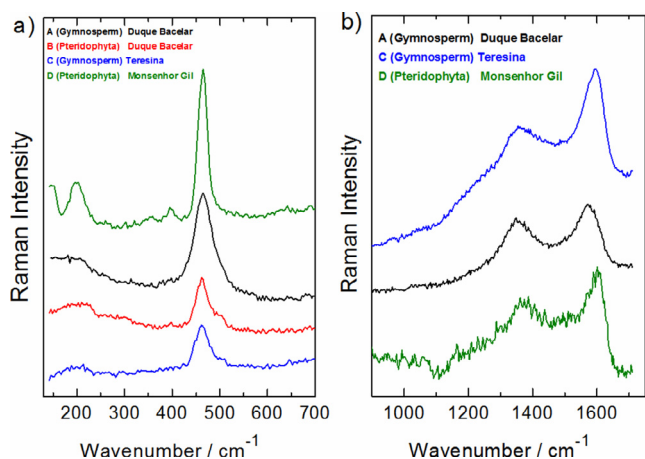 a)
A (Gymnosperm) Duque Bacelar
B (Pteridophyta) Duque Bacelar
C (Gymnosperm) Teresina
D (Pteridophyta) Monsenhor Gil
Raman Intensity
200 300 400 500 600 700
Wavenumber / cm⁻¹
b)
A (Gymnosperm) Duque Bacelar
C (Gymnosperm) Teresina
D (Pteridophyta) Monsenhor Gil
Raman Intensity
1000 1200 1400 1600
Wavenumber / cm⁻¹